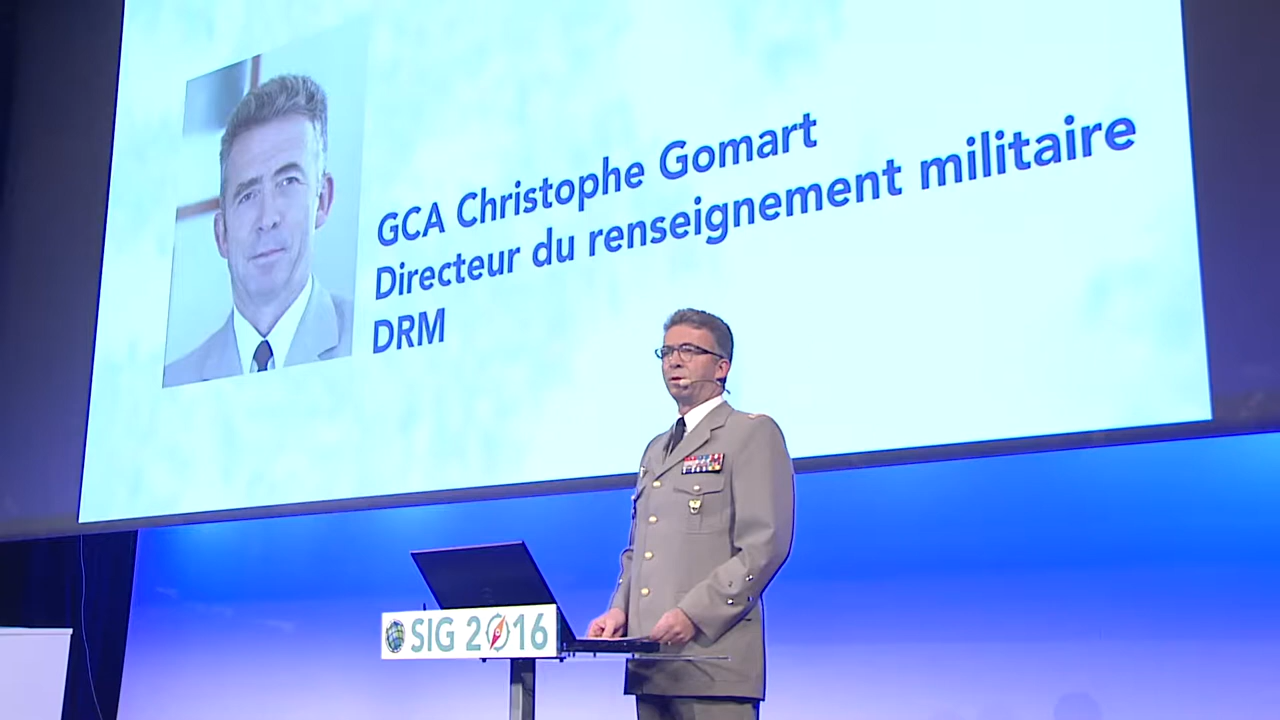 GCA Christophe Gomart
Directeur du renseignement militaire
DRM
SIG 2016